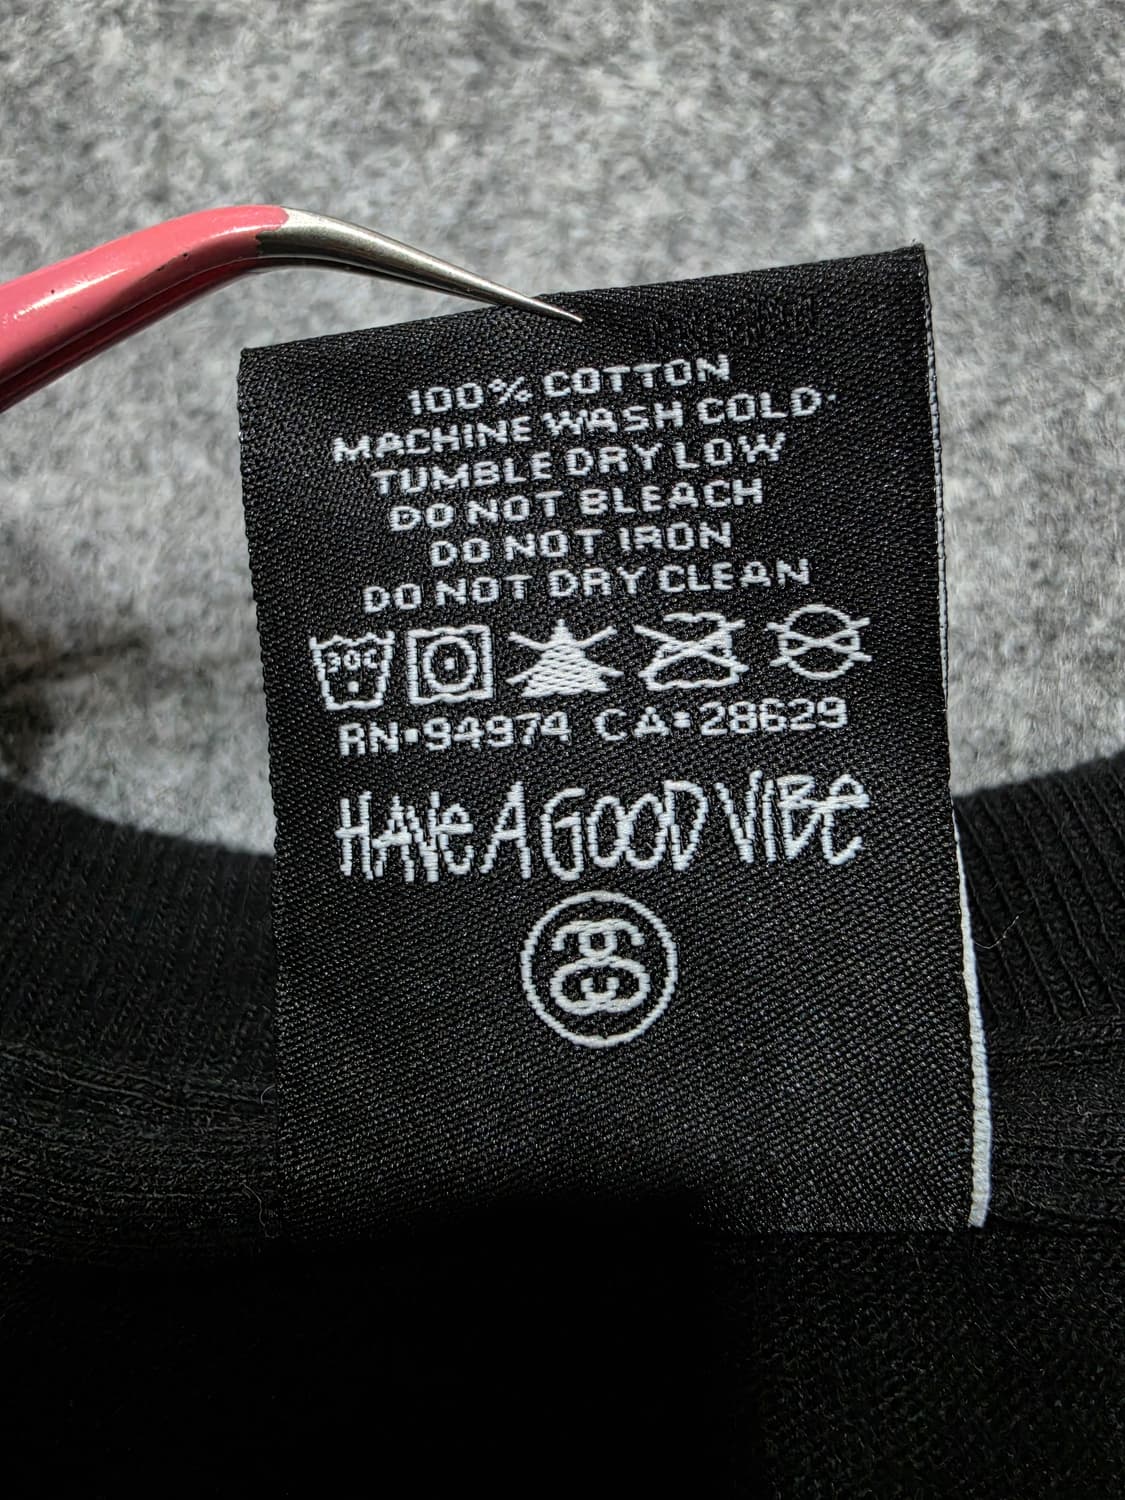 100% COTTON
MACHINE WASH COLD
TUMBLE DRY LOW
DO NOT BLEACH
DO NOT IRON
DO NOT DRY CLEAN
30C
RN•94974 CA•28629
HAVE A GOOD VIBE